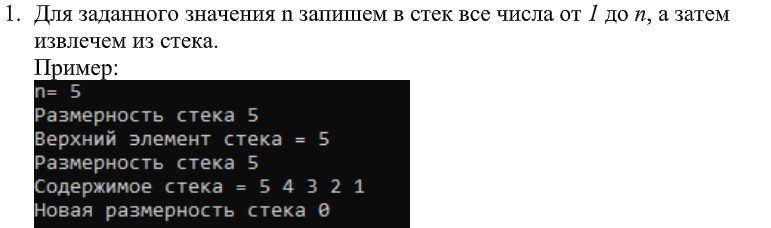 1. Для заданного значения n запишем в стек все числа от 1 до n, а затем
извлечем из стека.
Пример:
n= 5
Размерность стека 5
Верхний элемент стека = 5
Размерность стека 5
Содержимое стека = 5 4 3 2 1
Новая размерность стека 0